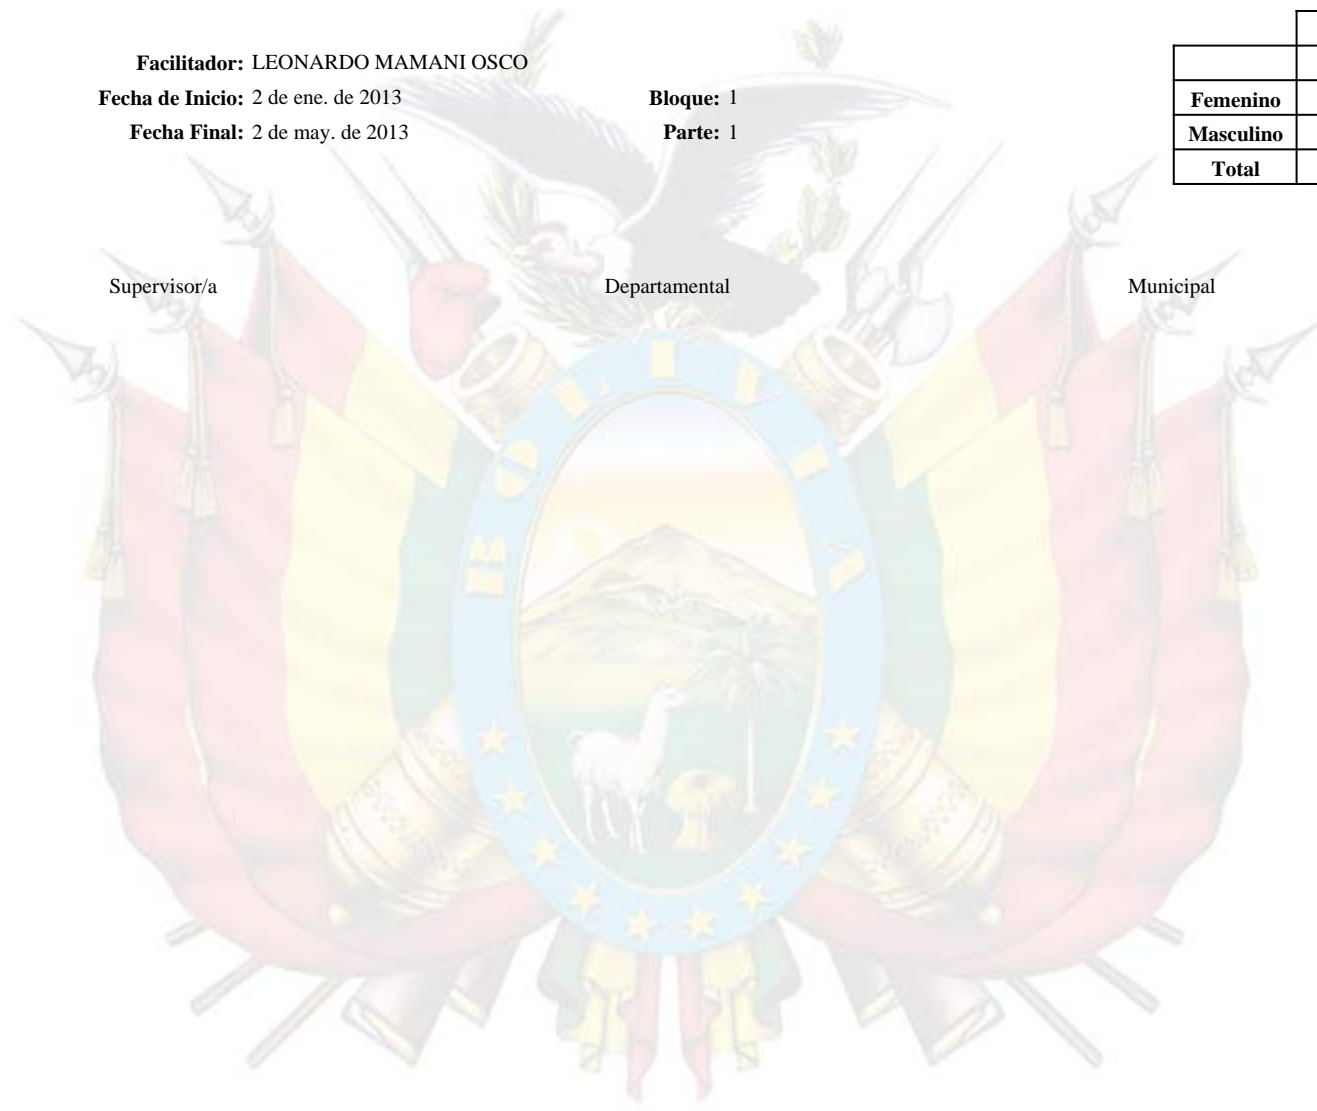 Facilitador: LEONARDO MAMANI OSCO
Fecha de Inicio: 2 de ene. de 2013 Bloque: 1
Fecha Final: 2 de may. de 2013 Parte: 1
Femenino
Masculino
Total
Supervisor/a Departamental Municipal
BOLIVIA